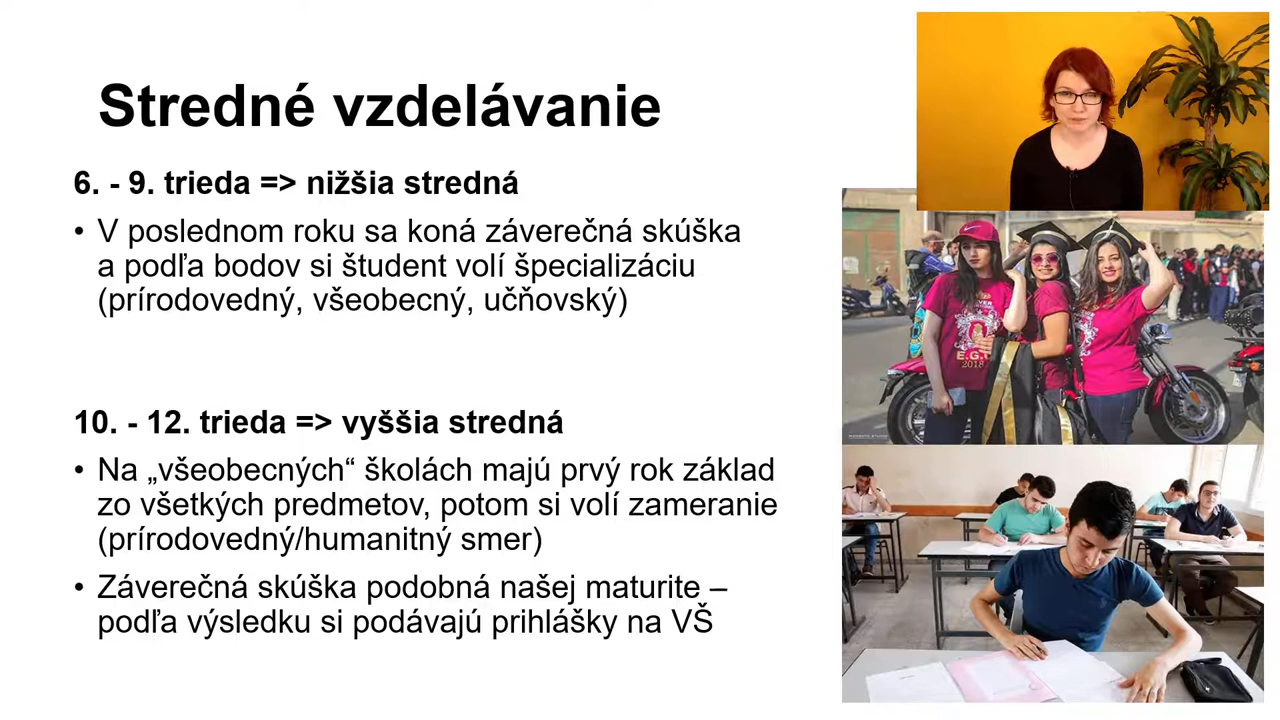 Stredné vzdelávanie
6. - 9. trieda => nižšia stredná
• V poslednom roku sa koná záverečná skúška
a podľa bodov si študent volí špecializáciu
(prírodovedný, všeobecný, učňovský)
10. - 12. trieda => vyššia stredná
• Na „všeobecných“ školách majú prvý rok základ
zo všetkých predmetov, potom si volí zameranie
(prírodovedný/humanitný smer)
• Záverečná skúška podobná našej maturite –
podľa výsledku si podávajú prihlášky na VŠ
2018